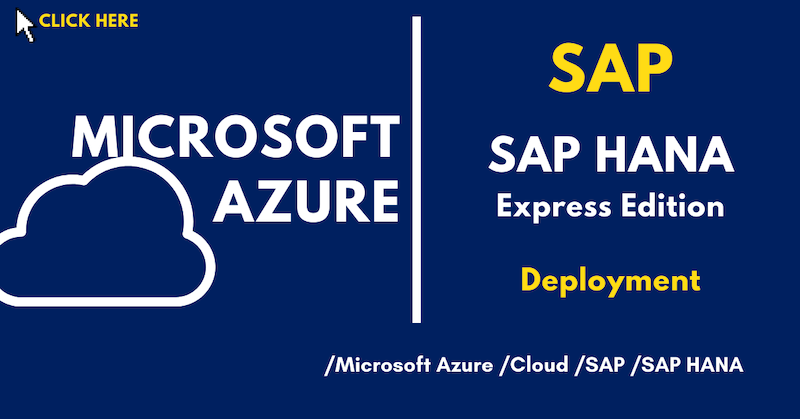 CLICK HERE
MICROSOFT
AZURE
SAP
SAP HANA
Express Edition
Deployment
/Microsoft Azure /Cloud /SAP /SAP HANA